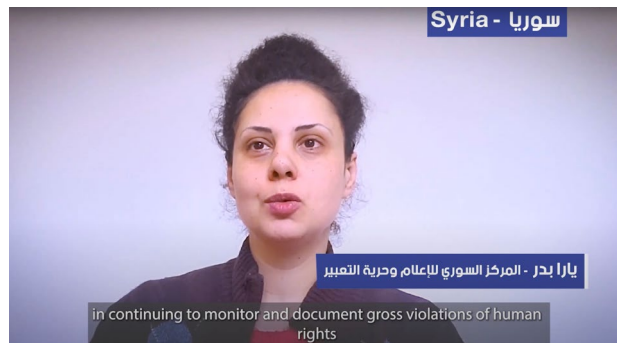 سوريا - Syria
يارا بدر - المركز السوري للإعلام وحرية التعبير
in continuing to monitor and document gross violations of human
rights